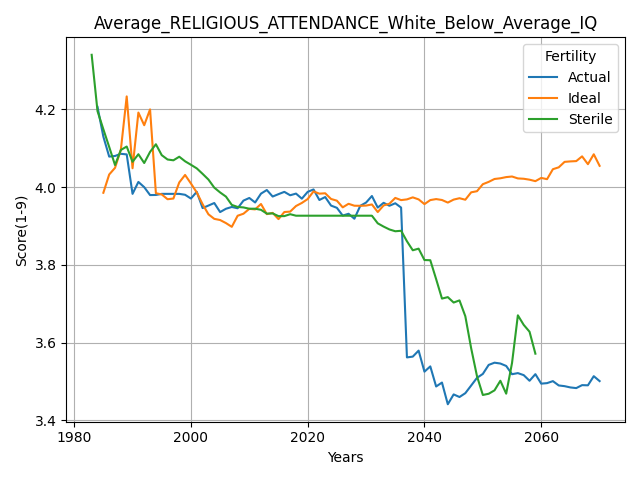 Average_RELIGIOUS_ATTENDANCE_White_Below_Average_IQ
Fertility
Actual
Ideal
Sterile
Score(1-9)
4.2
4.0
3.8
3.6
3.4
1980
2000
2020
2040
2060
Years